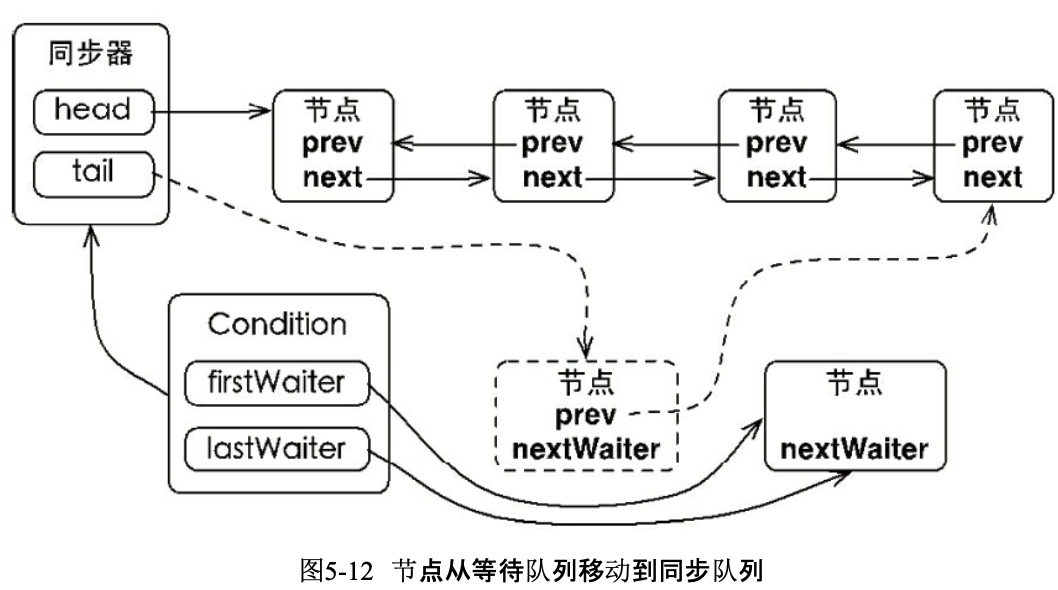 同步器
head
tail
节点
prev
next
节点
prev
next
节点
prev
next
节点
prev
next
Condition
firstWaiter
lastWaiter
节点
prev
nextWaiter
节点
nextWaiter
图5-12 节点从等待队列移动到同步队列